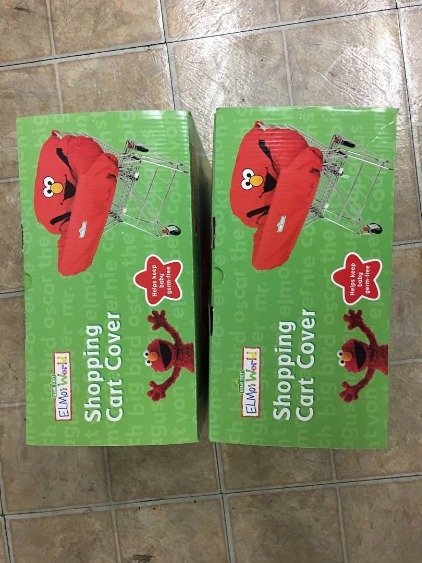 ELMO'S World
Shopping
Cart Cover
Helps keep
baby
germ-free
ELMO'S World
Shopping
Cart Cover
Helps keep
baby
germ-free